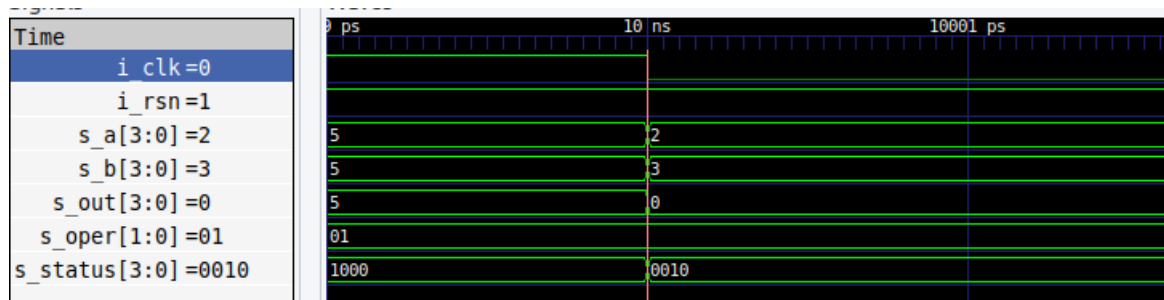 Time
0 ps 10 ns 10001 ps
i_clk=0
i_rsn=1
s_a[3:0]=2 5 2
s_b[3:0]=3 5 3
s_out[3:0]=0 5 0
s_oper[1:0]=01 01
s_status[3:0]=0010 1000 0010